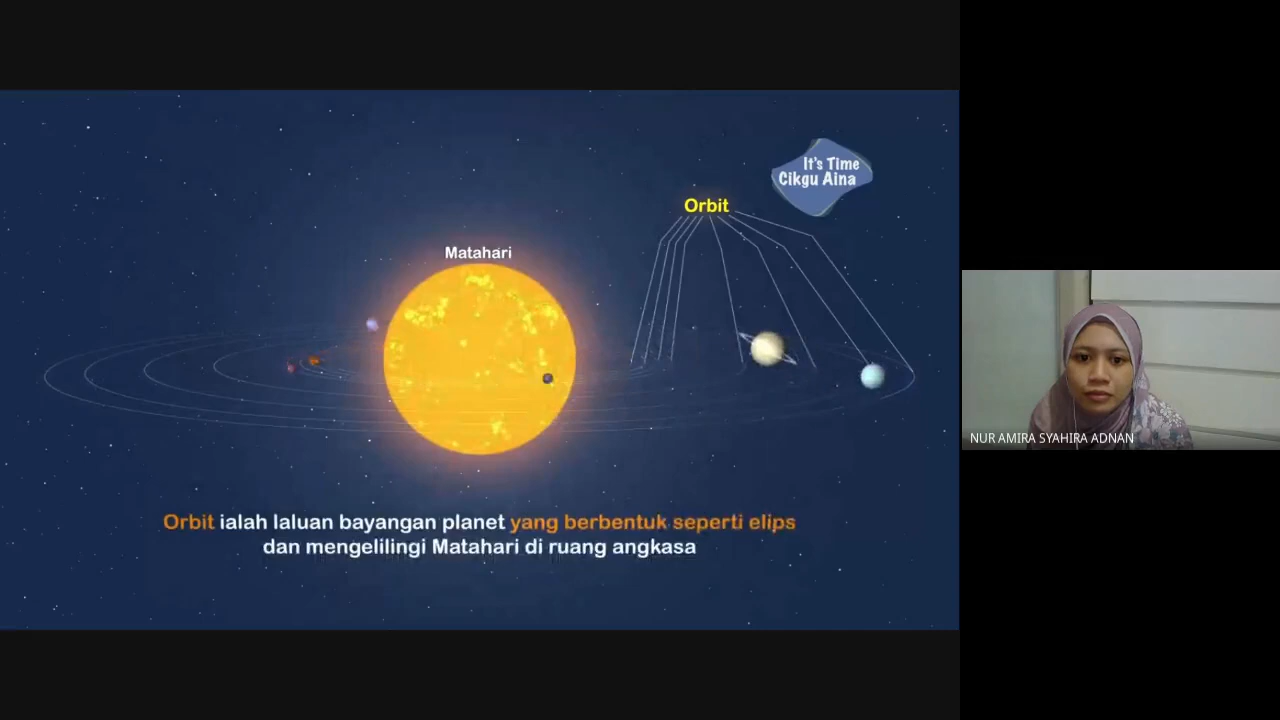 It's Time
Cikgu Aina
Orbit
Matahari
Orbit ialah laluan bayangan planet yang berbentuk seperti elips
dan mengelilingi Matahari di ruang angkasa
NUR AMIRA SYAHIRA ADNAN